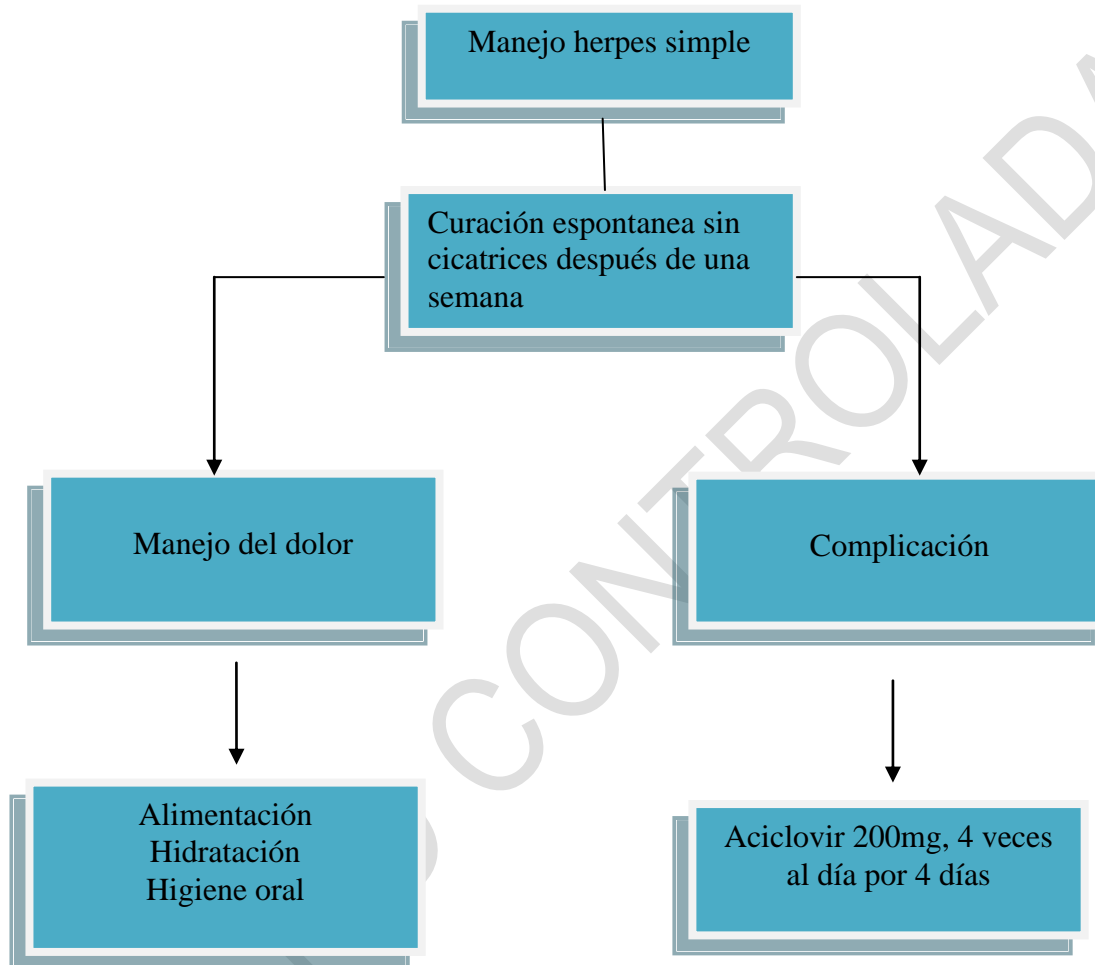 Manejo herpes simple
Curación espontanea sin
cicatrices después de una
semana
Manejo del dolor
Complicación
Alimentación
Hidratación
Higiene oral
Aciclovir 200mg, 4 veces
al día por 4 días
CONTROLADA